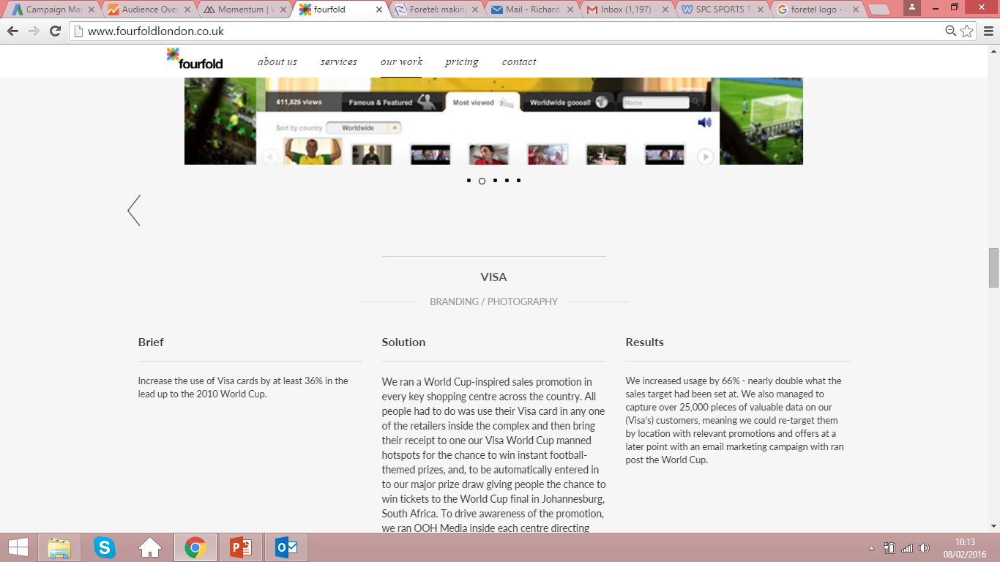 Campaign Mar
Audience Over
Momentum | V
fourfold
Foretel: making
Mail - Richard
Inbox (1,197) -
SPC SPORTS T
foretel logo -
www.fourfoldlondon.co.uk
fourfold
about us
services
our work
pricing
contact
411,826 views
Famous & Featured
Most viewed
Worldwide goooal!
Name
Sort by country
Worldwide
VISA
BRANDING / PHOTOGRAPHY
Brief
Increase the use of Visa cards by at least 36% in the
lead up to the 2010 World Cup.
Solution
We ran a World Cup-inspired sales promotion in
every key shopping centre across the country. All
people had to do was use their Visa card in any one
of the retailers inside the complex and then bring
their receipt to one our Visa World Cup manned
hotspots for the chance to win instant football-
themed prizes, and, to be automatically entered in
to our major prize draw giving people the chance to
win tickets to the World Cup final in Johannesburg,
South Africa. To drive awareness of the promotion,
we ran OOH Media inside each centre directing
Results
We increased usage by 66% - nearly double what the
sales target had been set at. We also managed to
capture over 25,000 pieces of valuable data on our
(Visa's) customers, meaning we could re-target them
by location with relevant promotions and offers at a
later point with an email marketing campaign with ran
post the World Cup.
10:13
08/02/2016